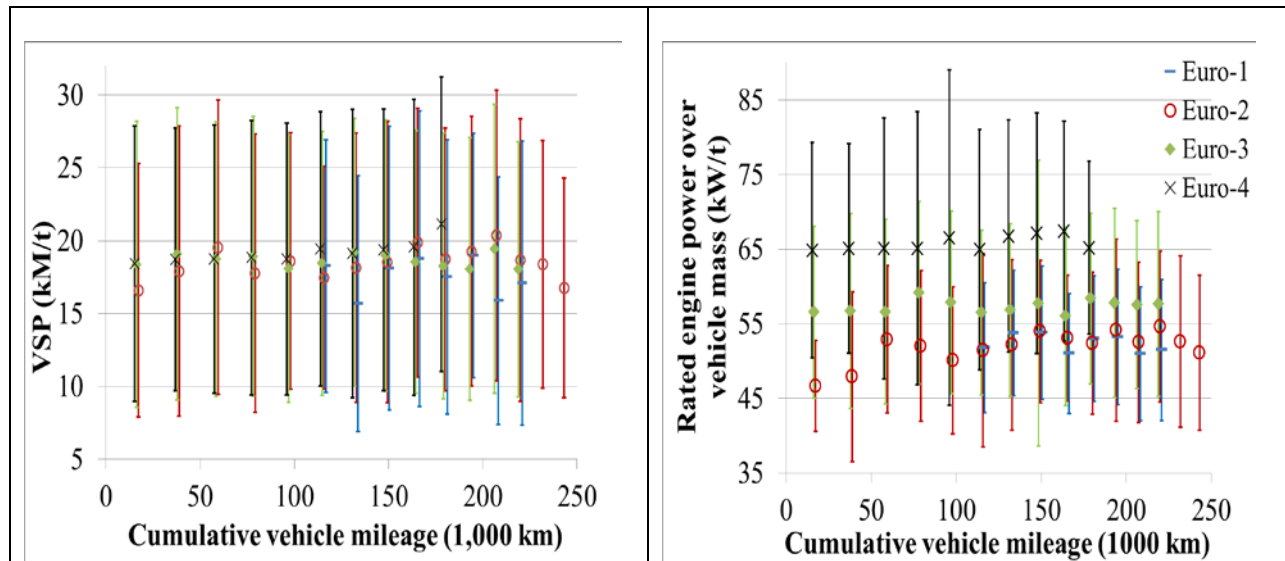 VSP (kM/t)
30
25
20
15
10
5
0 50 100 150 200 250
Cumulative vehicle mileage (1,000 km)
Rated engine power over
vehicle mass (kW/t)
85
75
65
55
45
35
0 50 100 150 200 250
Cumulative vehicle mileage (1000 km)
Euro-1
Euro-2
Euro-3
Euro-4